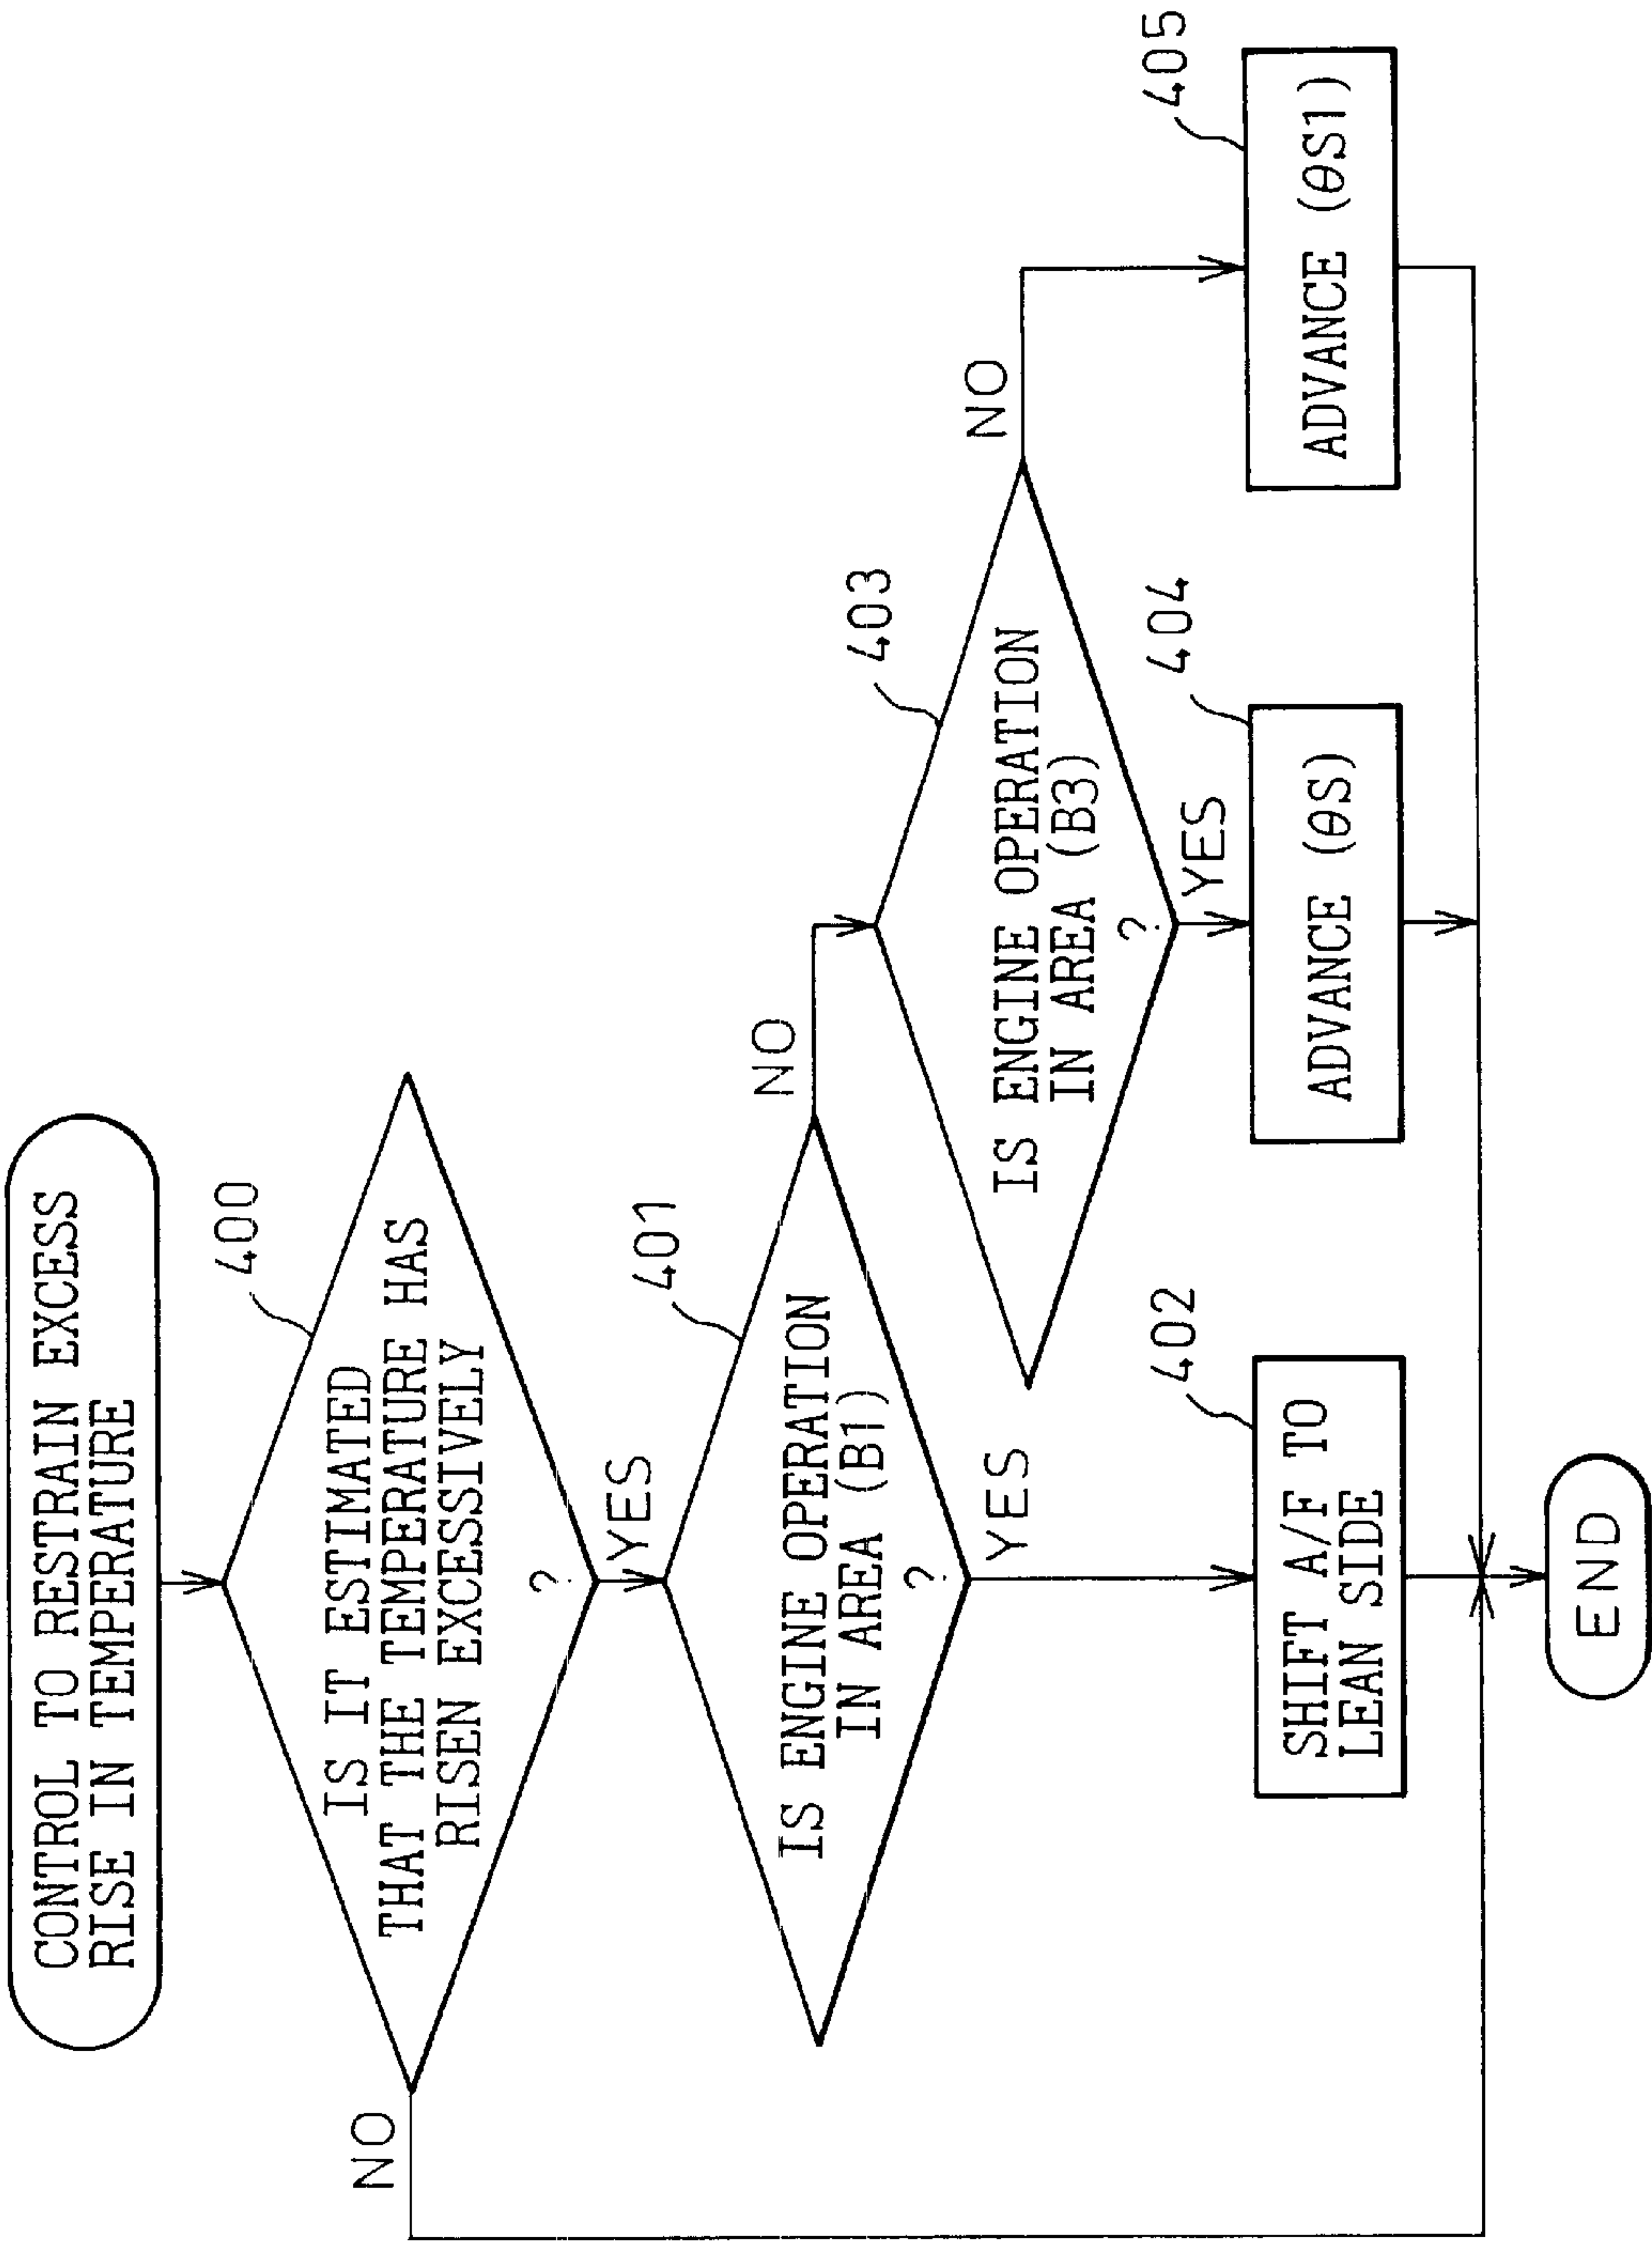 CONTROL TO RESTRAIN EXCESS
RISE IN TEMPERATURE
400
IS IT ESTIMATED
THAT THE TEMPERATURE HAS
RISEN EXCESSIVELY
?
NO
YES
401
IS ENGINE OPERATION
IN AREA (B1)
?
NO
YES
403
IS ENGINE OPERATION
IN AREA (B3)
?
NO
YES
402
SHIFT A/F TO
LEAN SIDE
404
ADVANCE (θS)
405
ADVANCE (θS1)
END